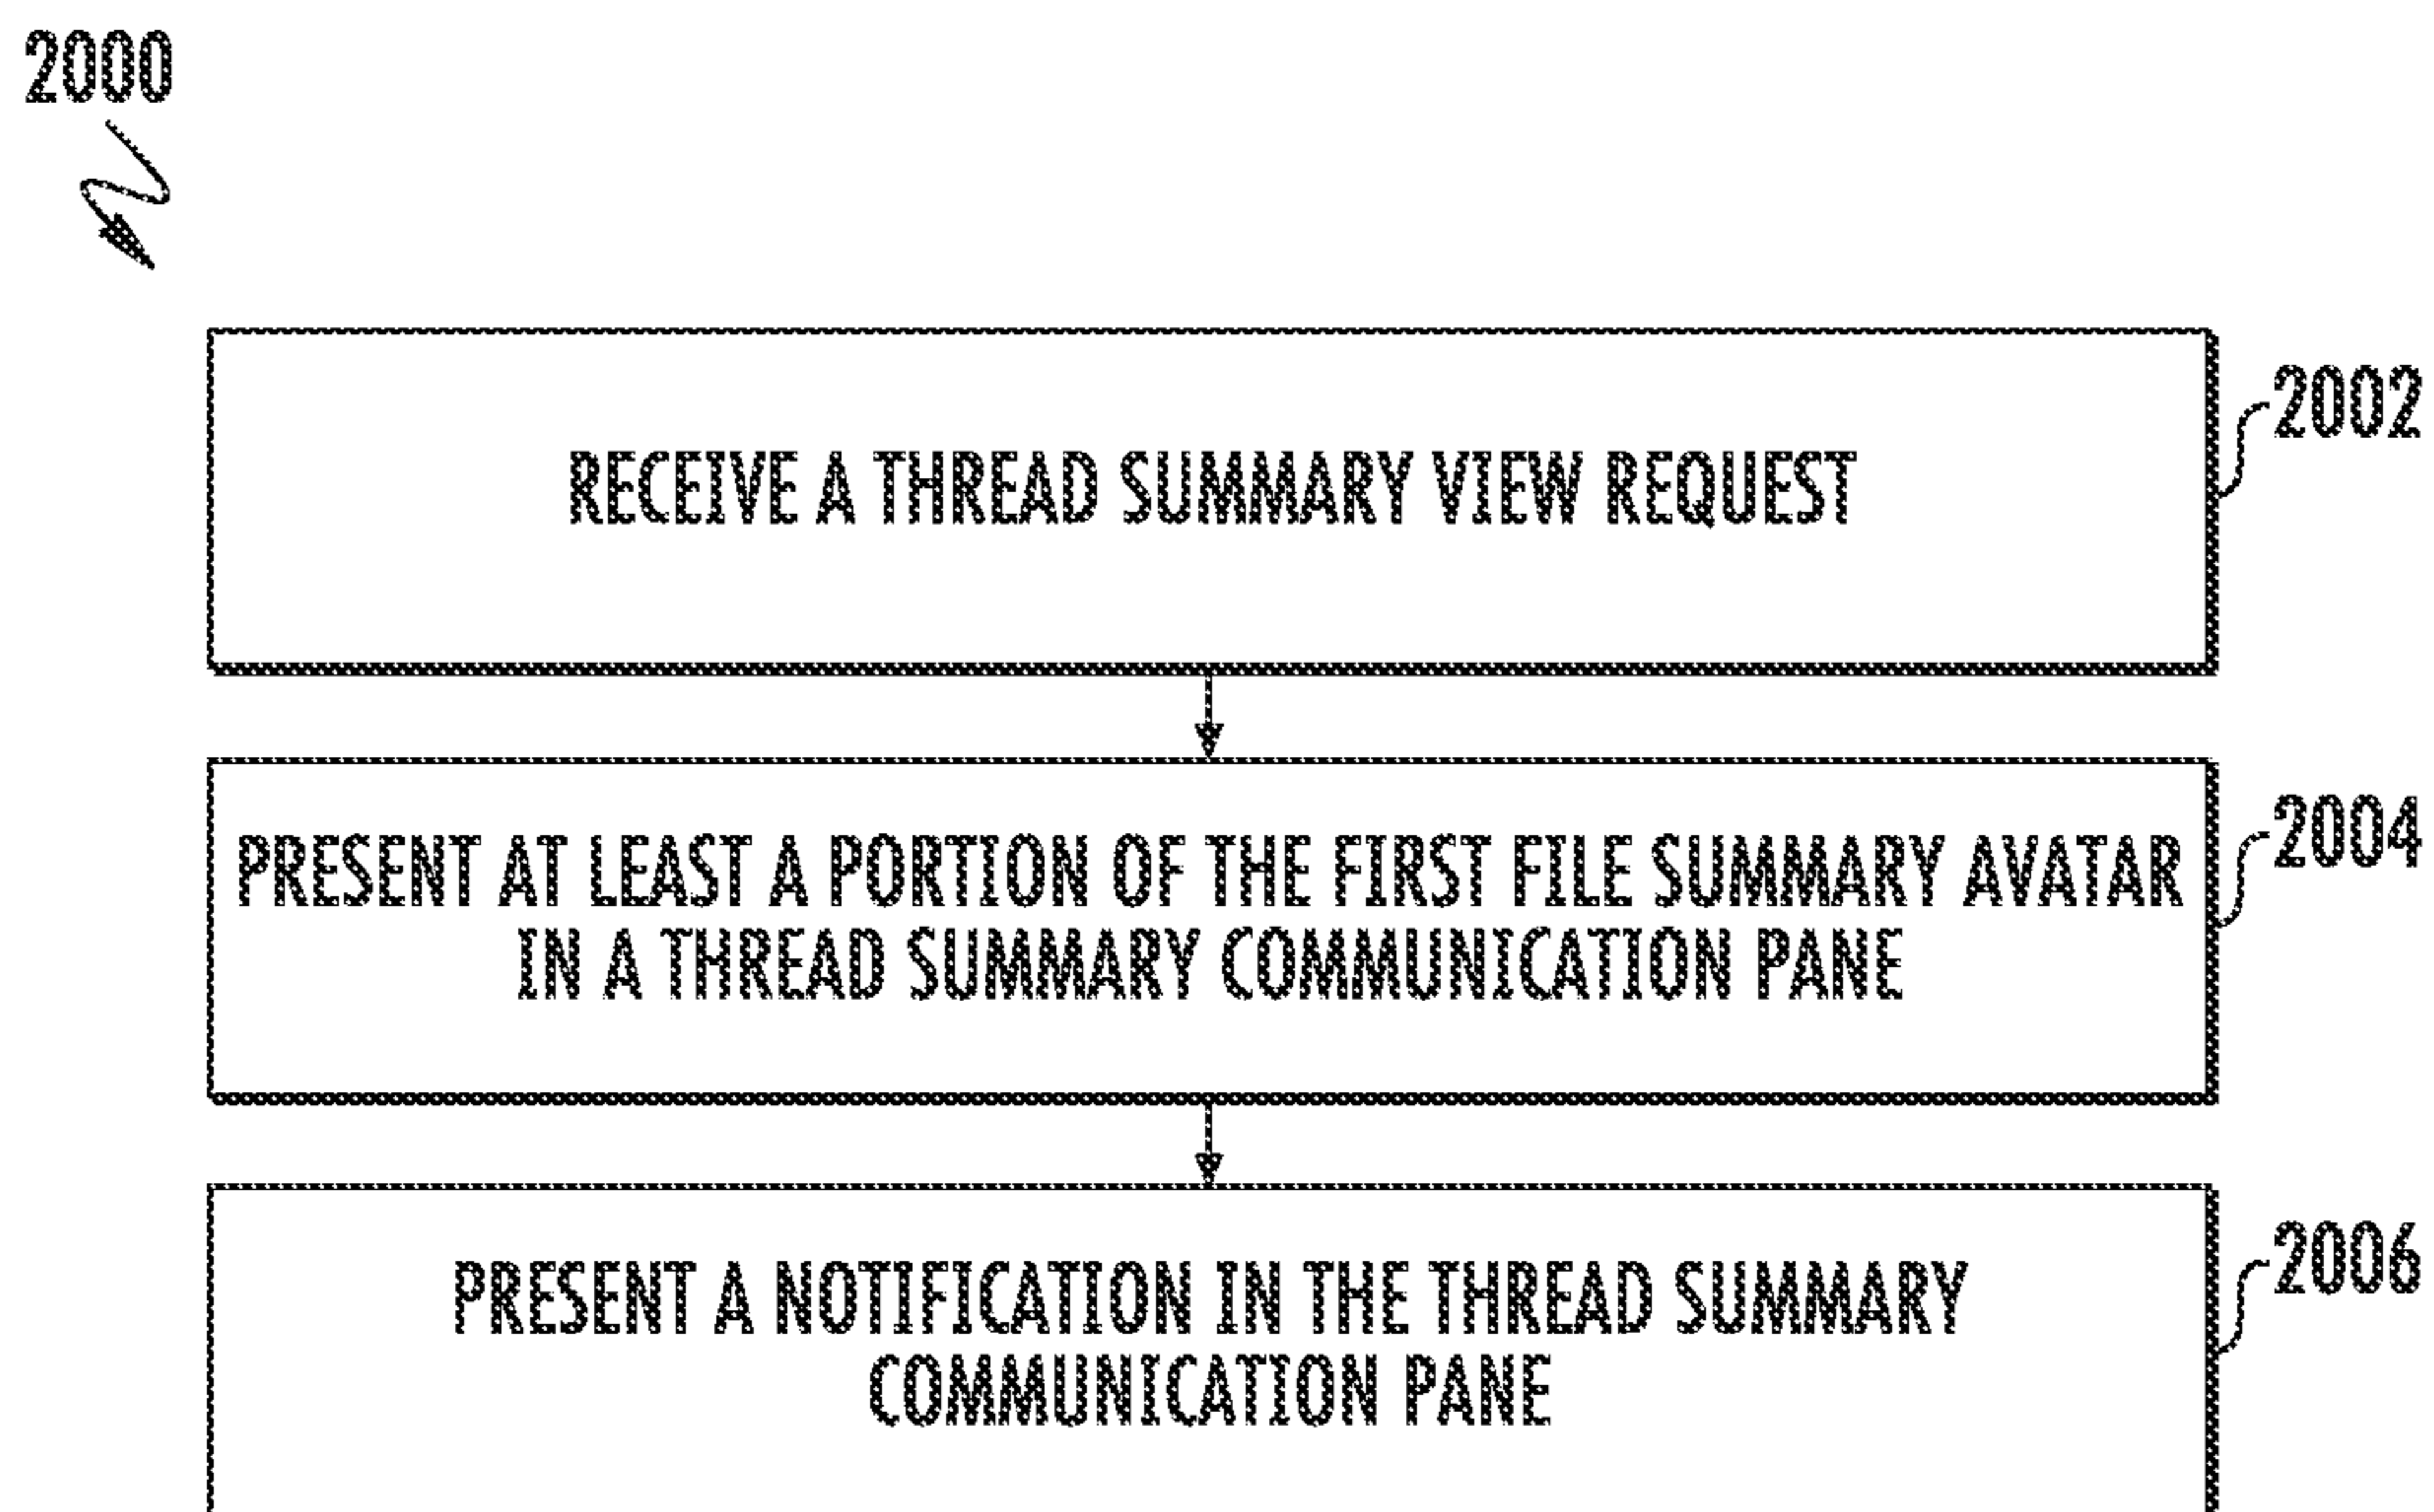 2000
RECEIVE A THREAD SUMMARY VIEW REQUEST
2002
PRESENT AT LEAST A PORTION OF THE FIRST FILE SUMMARY AVATAR
IN A THREAD SUMMARY COMMUNICATION PANE
2004
PRESENT A NOTIFICATION IN THE THREAD SUMMARY
COMMUNICATION PANE
2006